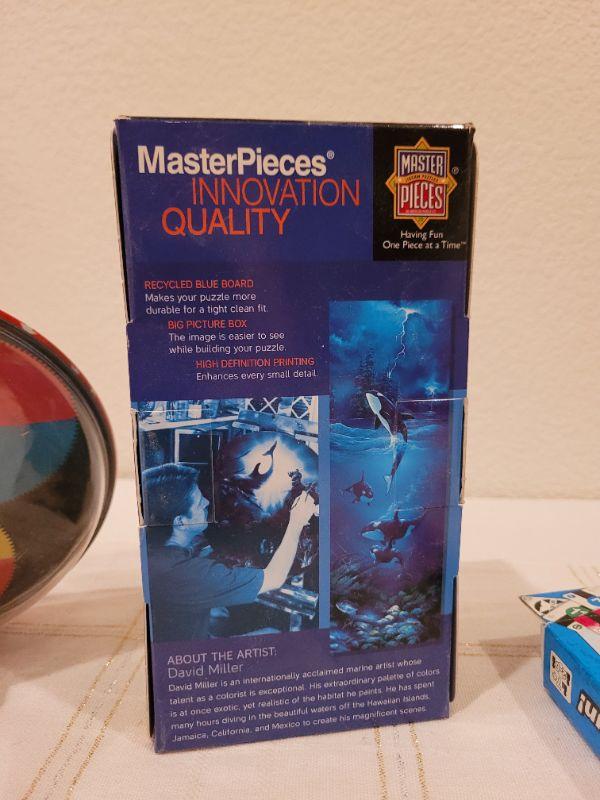 MasterPieces®
INNOVATION
QUALITY
MASTER
PIECES
®
Having Fun
One Piece at a Time™
RECYCLED BLUE BOARD
Makes your puzzle more
durable for a tight clean fit.
BIG PICTURE BOX
The image is easier to see
while building your puzzle.
HIGH DEFINITION PRINTING
Enhances every small detail.
ABOUT THE ARTIST:
David Miller
David Miller is an internationally acclaimed marine artist whose
talent as a colorist is exceptional. His extraordinary palette of colors
is at once exotic, yet realistic of the habitat he paints. He has spent
many hours diving in the beautiful waters off the Hawaiian Islands,
Jamaica, California, and Mexico to create his magnificent scenes.